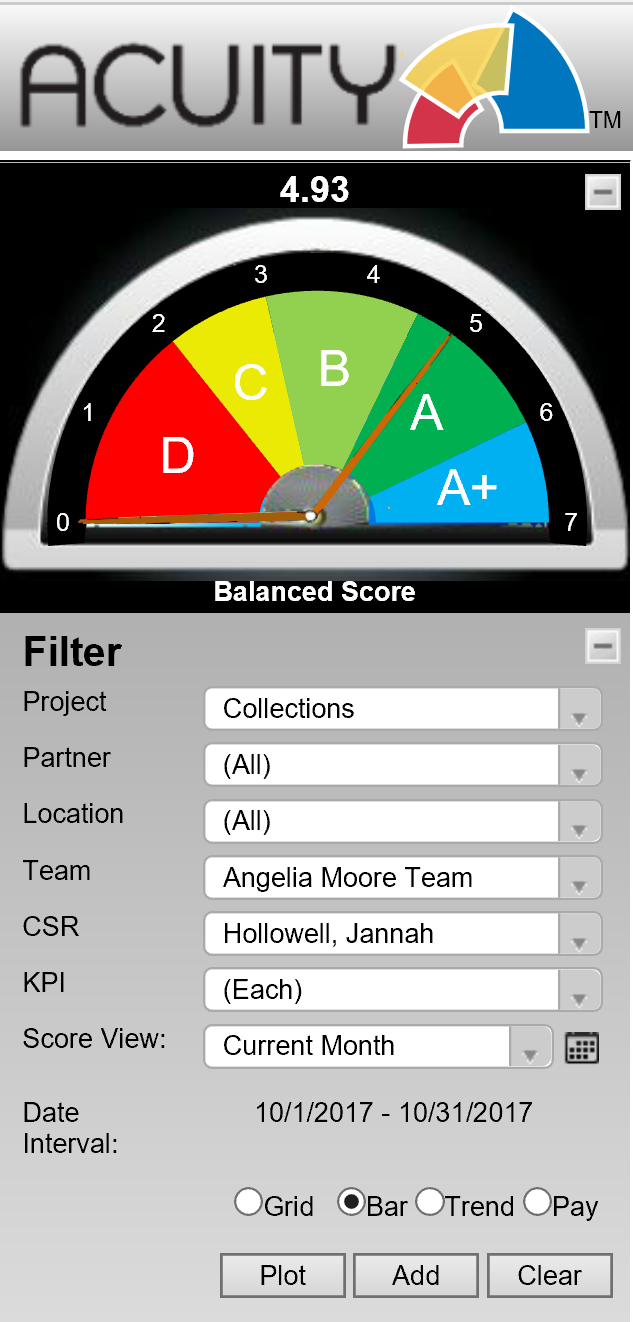 ACUITY TM
4.93
3 4
2 5
C B
1 A 6
D A+
0 7
Balanced Score
Filter
Project Collections
Partner (All)
Location (All)
Team Angelia Moore Team
CSR Hollowell, Jannah
KPI (Each)
Score View: Current Month
Date 10/1/2017 - 10/31/2017
Interval:
Grid Bar Trend Pay
Plot Add Clear